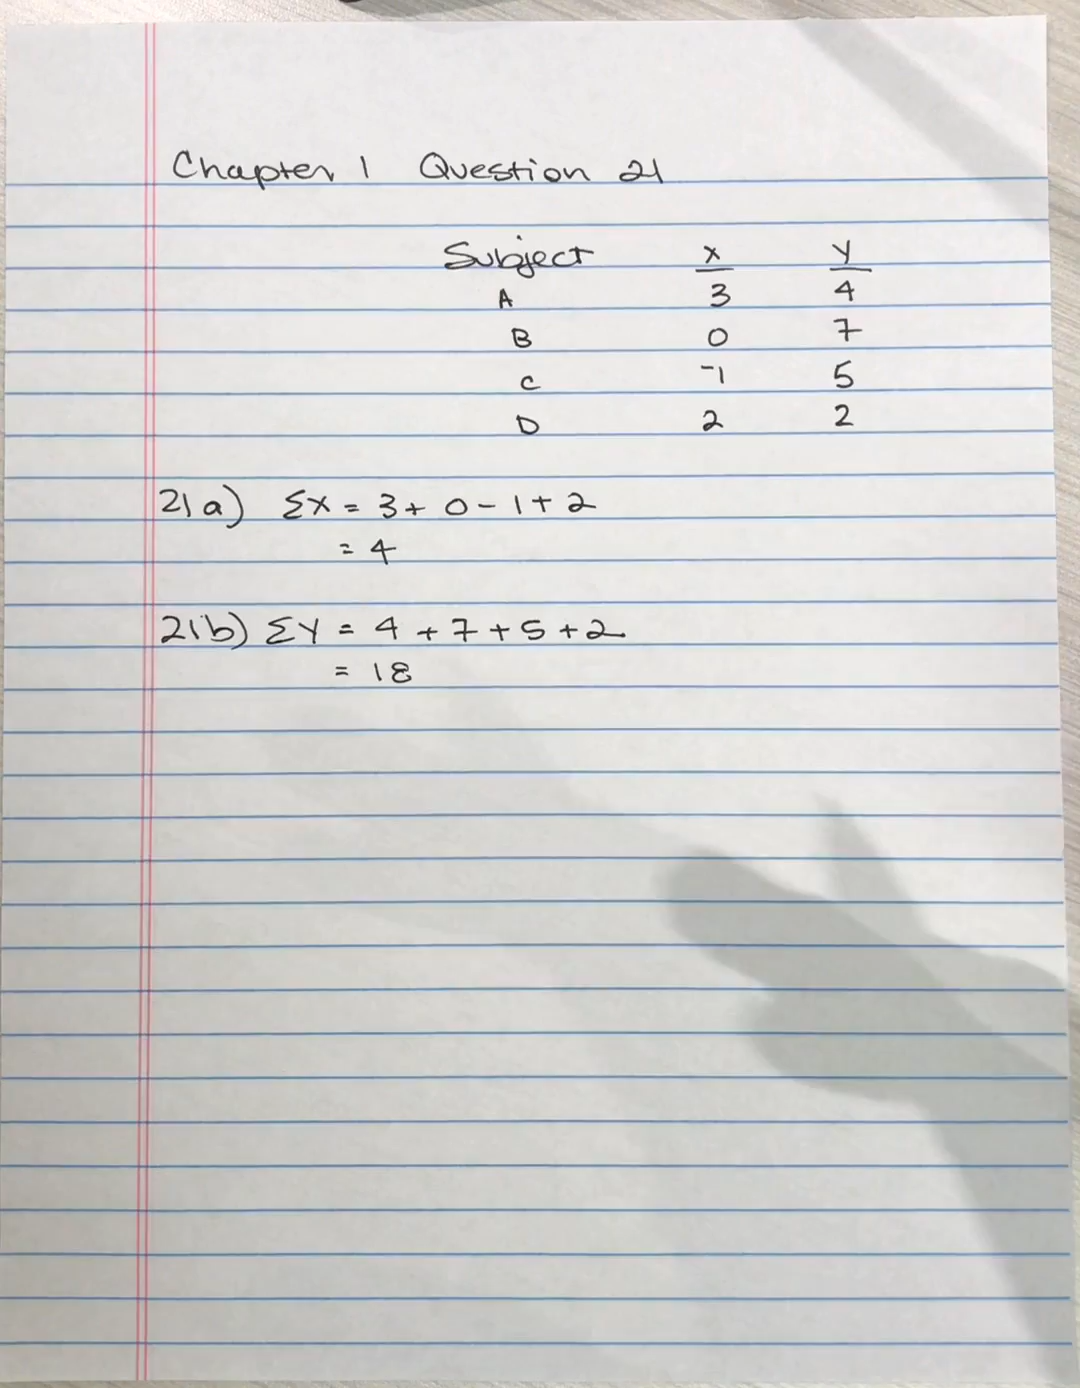 Chapter 1 Question 21
Subject X Y
A 3 4
B 0 7
C -1 5
D 2 2
21a) ΣX = 3 + 0 - 1 + 2
= 4
21b) ΣY = 4 + 7 + 5 + 2
= 18